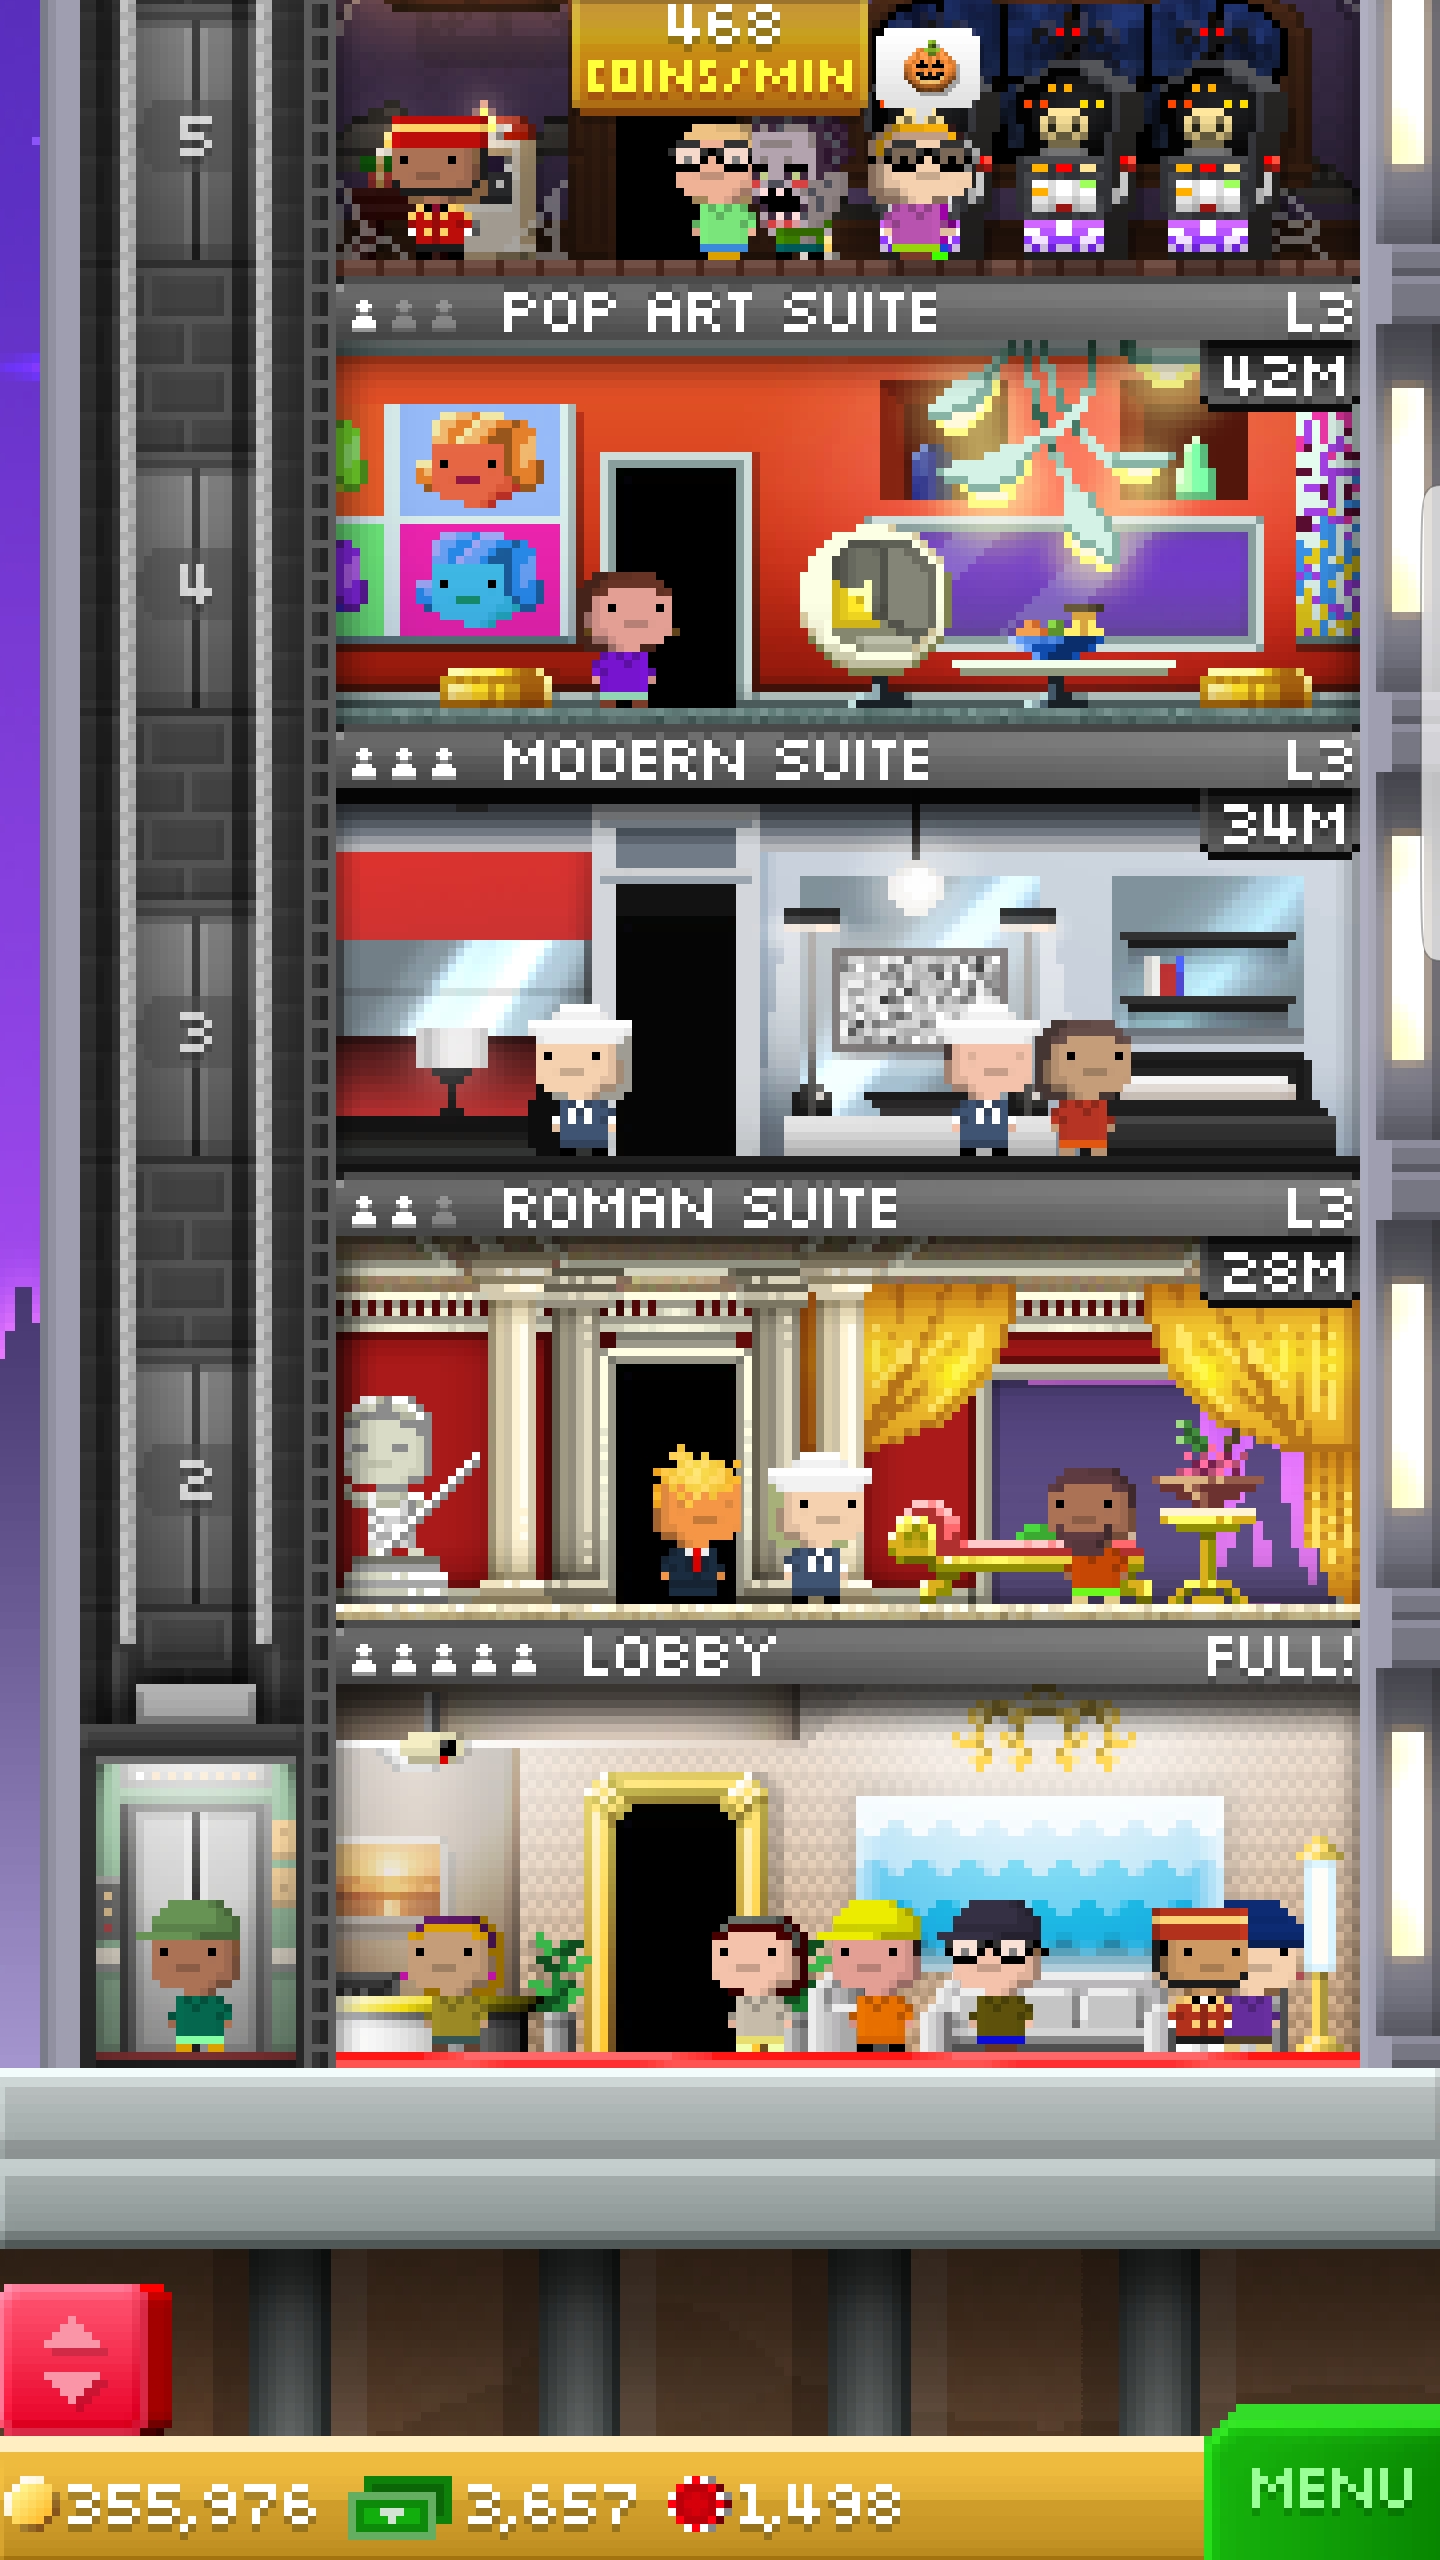 468
COINS/MIN
5
POP ART SUITE L3
42M
4
MODERN SUITE L3
34M
3
ROMAN SUITE L3
28M
2
LOBBY FULL!
355,976 3,657 1,498
MENU